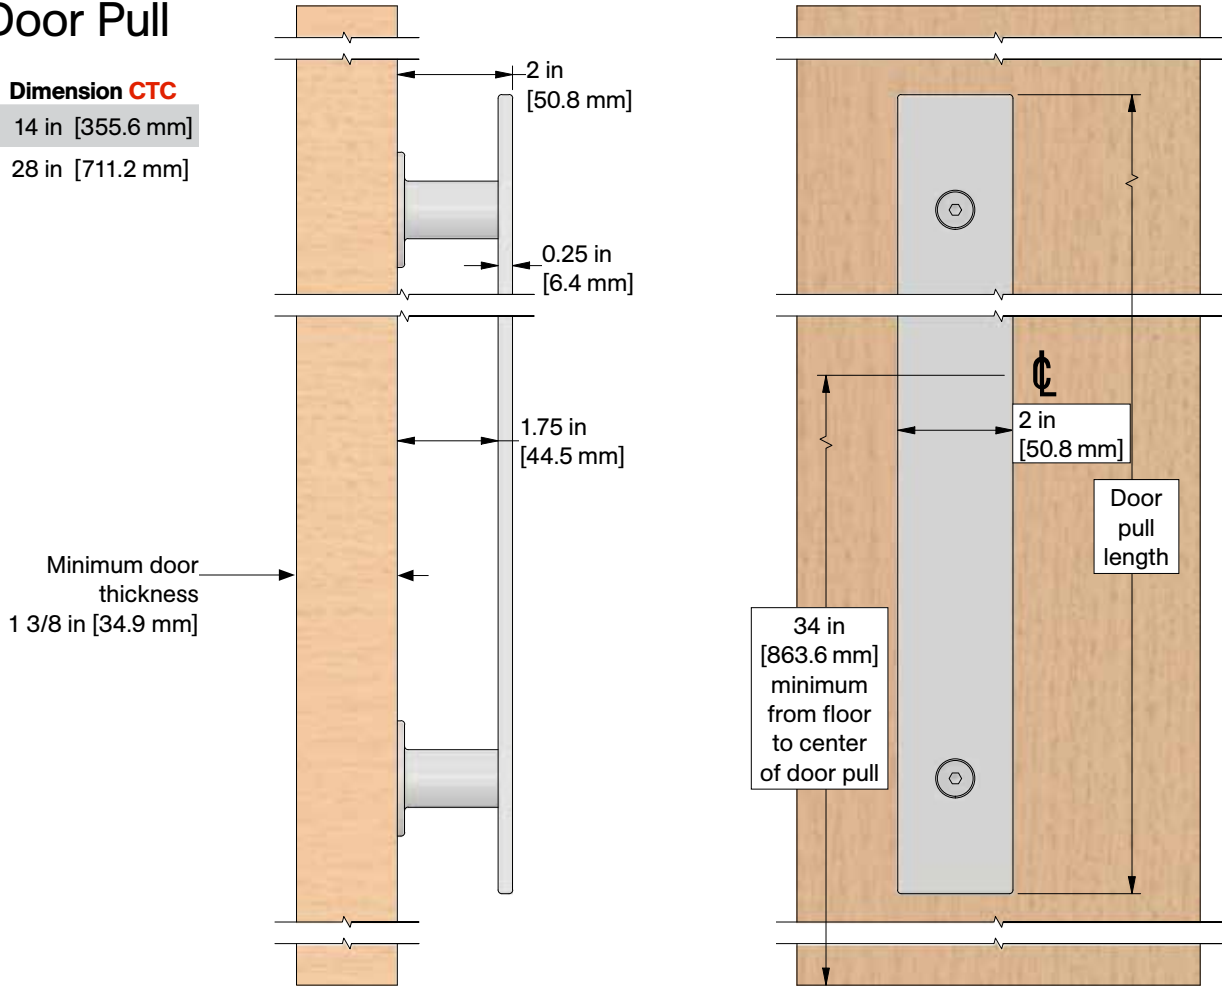 Door Pull
Dimension CTC
14 in [355.6 mm]
28 in [711.2 mm]
2 in
[50.8 mm]
0.25 in
[6.4 mm]
1.75 in
[44.5 mm]
Minimum door
thickness
1 3/8 in [34.9 mm]
℄
2 in
[50.8 mm]
Door
pull
length
34 in
[863.6 mm]
minimum
from floor
to center
of door pull